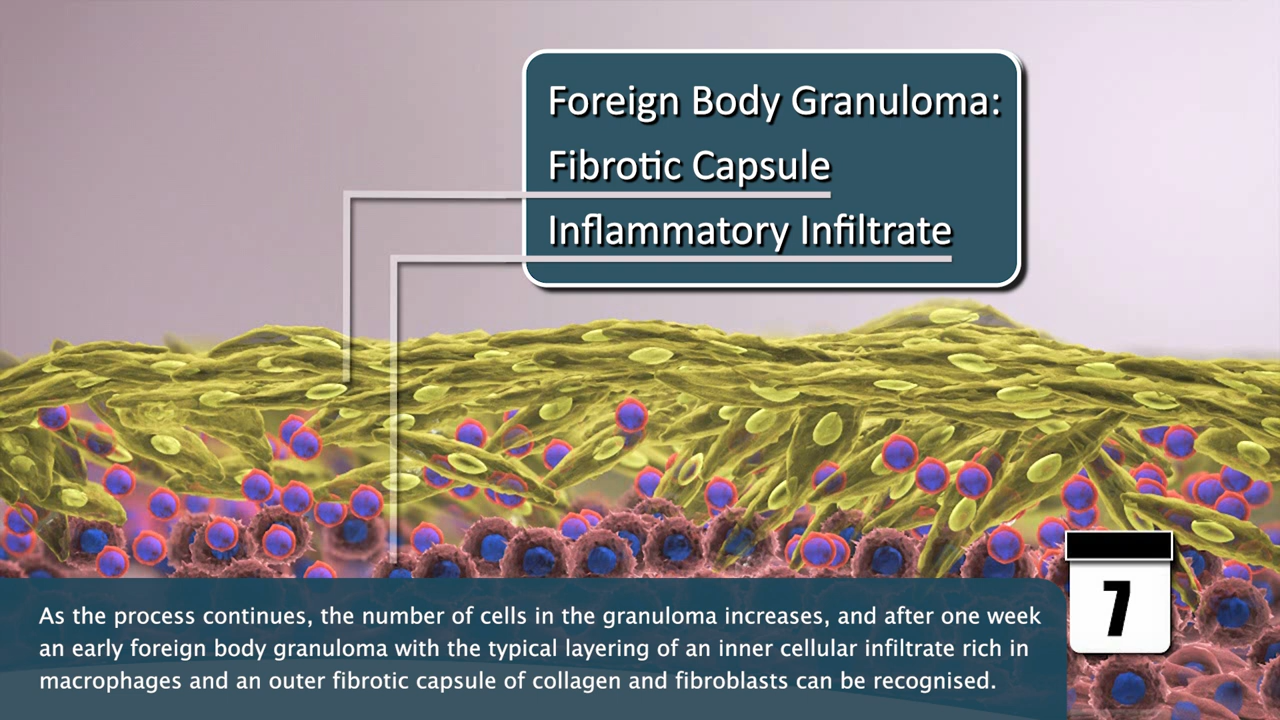 Foreign Body Granuloma:
Fibrotic Capsule
Inflammatory Infiltrate
As the process continues, the number of cells in the granuloma increases, and after one week
an early foreign body granuloma with the typical layering of an inner cellular infiltrate rich in
macrophages and an outer fibrotic capsule of collagen and fibroblasts can be recognised.
7